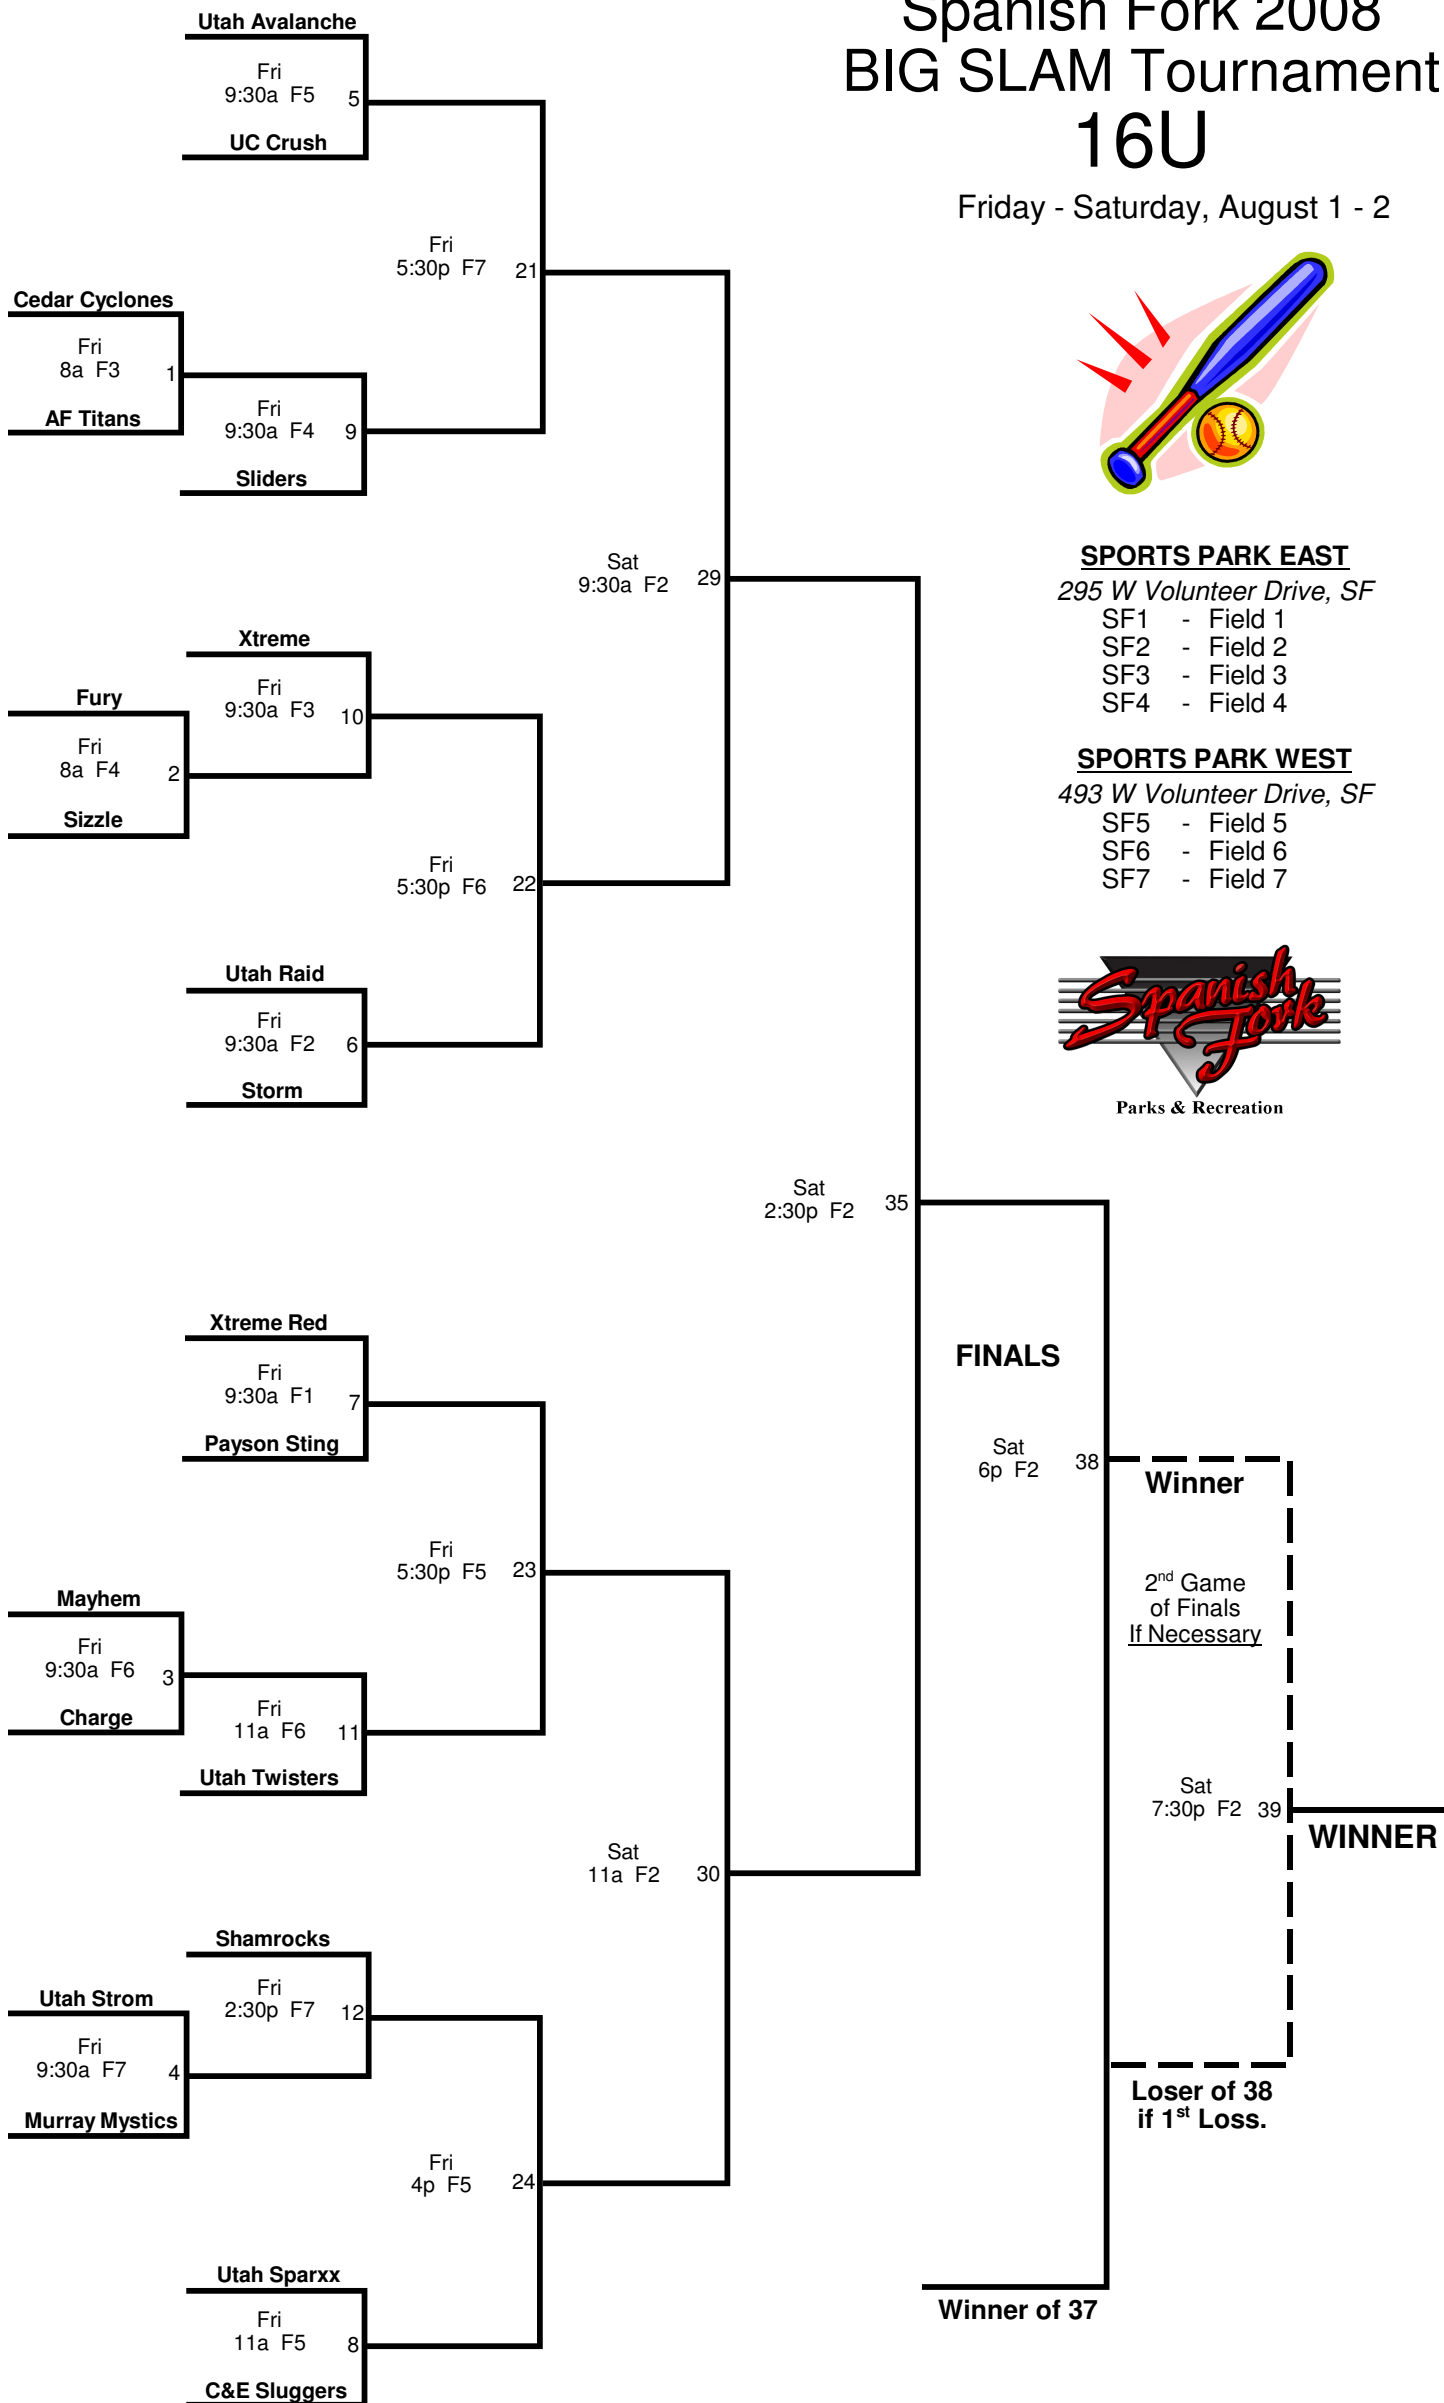 Spanish Fork 2008
BIG SLAM Tournament
16U
Friday - Saturday, August 1 - 2
Utah Avalanche
Fri
9:30a F5 5
UC Crush
Fri
5:30p F7 21
Cedar Cyclones
Fri
8a F3 1
AF Titans
Fri
9:30a F4 9
Sliders
Sat
9:30a F2 29
Xtreme
Fri
9:30a F3 10
Fury
Fri
8a F4 2
Sizzle
Fri
5:30p F6 22
Utah Raid
Fri
9:30a F2 6
Storm
SPORTS PARK EAST
295 W Volunteer Drive, SF
SF1 - Field 1
SF2 - Field 2
SF3 - Field 3
SF4 - Field 4
SPORTS PARK WEST
493 W Volunteer Drive, SF
SF5 - Field 5
SF6 - Field 6
SF7 - Field 7
Spanish
Fork
Parks & Recreation
Sat
2:30p F2 35
Xtreme Red
Fri
9:30a F1 7
Payson Sting
Fri
5:30p F5 23
Mayhem
Fri
9:30a F6 3
Charge
Fri
11a F6 11
Utah Twisters
Sat
11a F2 30
Shamrocks
Fri
2:30p F7 12
Utah Strom
Fri
9:30a F7 4
Murray Mystics
Fri
4p F5 24
Utah Sparxx
Fri
11a F5 8
C&E Sluggers
FINALS
Sat
6p F2 38
Winner
2nd Game
of Finals
If Necessary
Sat
7:30p F2 39
WINNER
Loser of 38
if 1st Loss.
Winner of 37